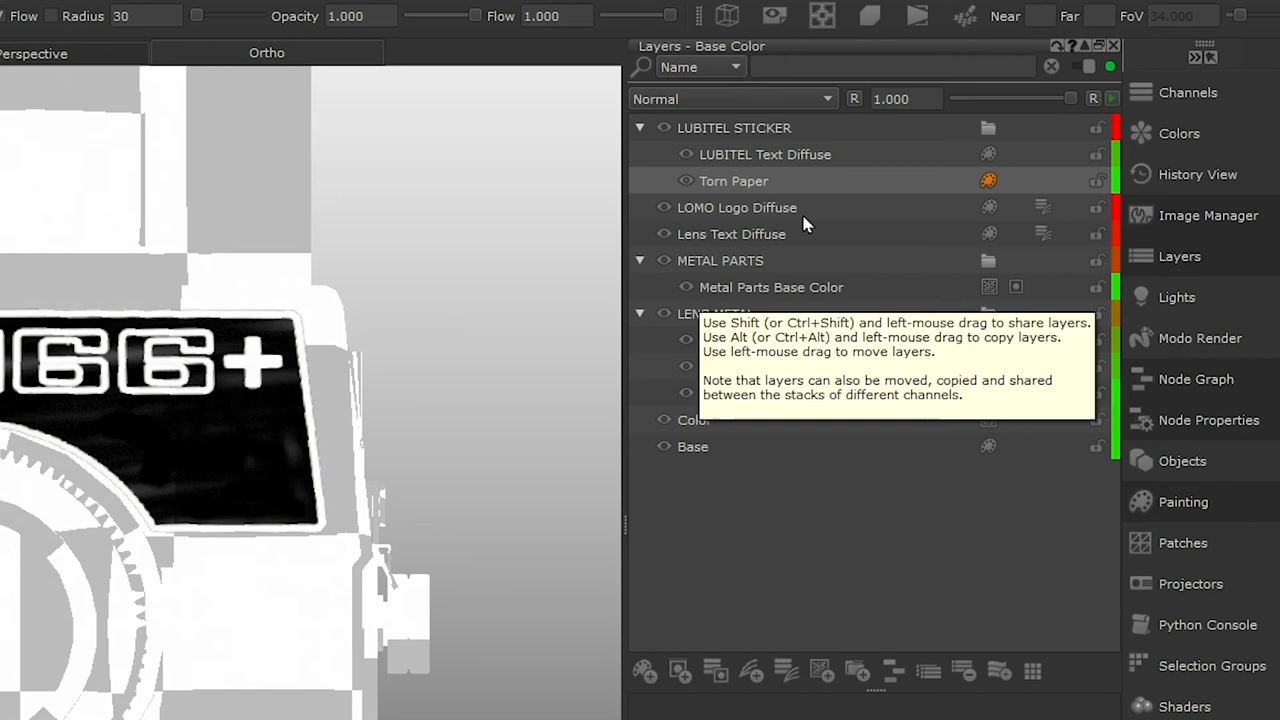 Flow Radius 30 Opacity 1.000 Flow 1.000 Near Far FoV 34.000
Perspective Ortho
Layers - Base Color
Name
Normal R 1.000 R
LUBITEL STICKER
LUBITEL Text Diffuse
Torn Paper
LOMO Logo Diffuse
Lens Text Diffuse
METAL PARTS
Metal Parts Base Color
Use Shift (or Ctrl+Shift) and left-mouse drag to share layers.
Use Alt (or Ctrl+Alt) and left-mouse drag to copy layers.
Use left-mouse drag to move layers.
Note that layers can also be moved, copied and shared
between the stacks of different channels.
Base
66+
Channels
Colors
History View
Image Manager
Layers
Lights
Modo Render
Node Graph
Node Properties
Objects
Painting
Patches
Projectors
Python Console
Selection Groups
Shaders